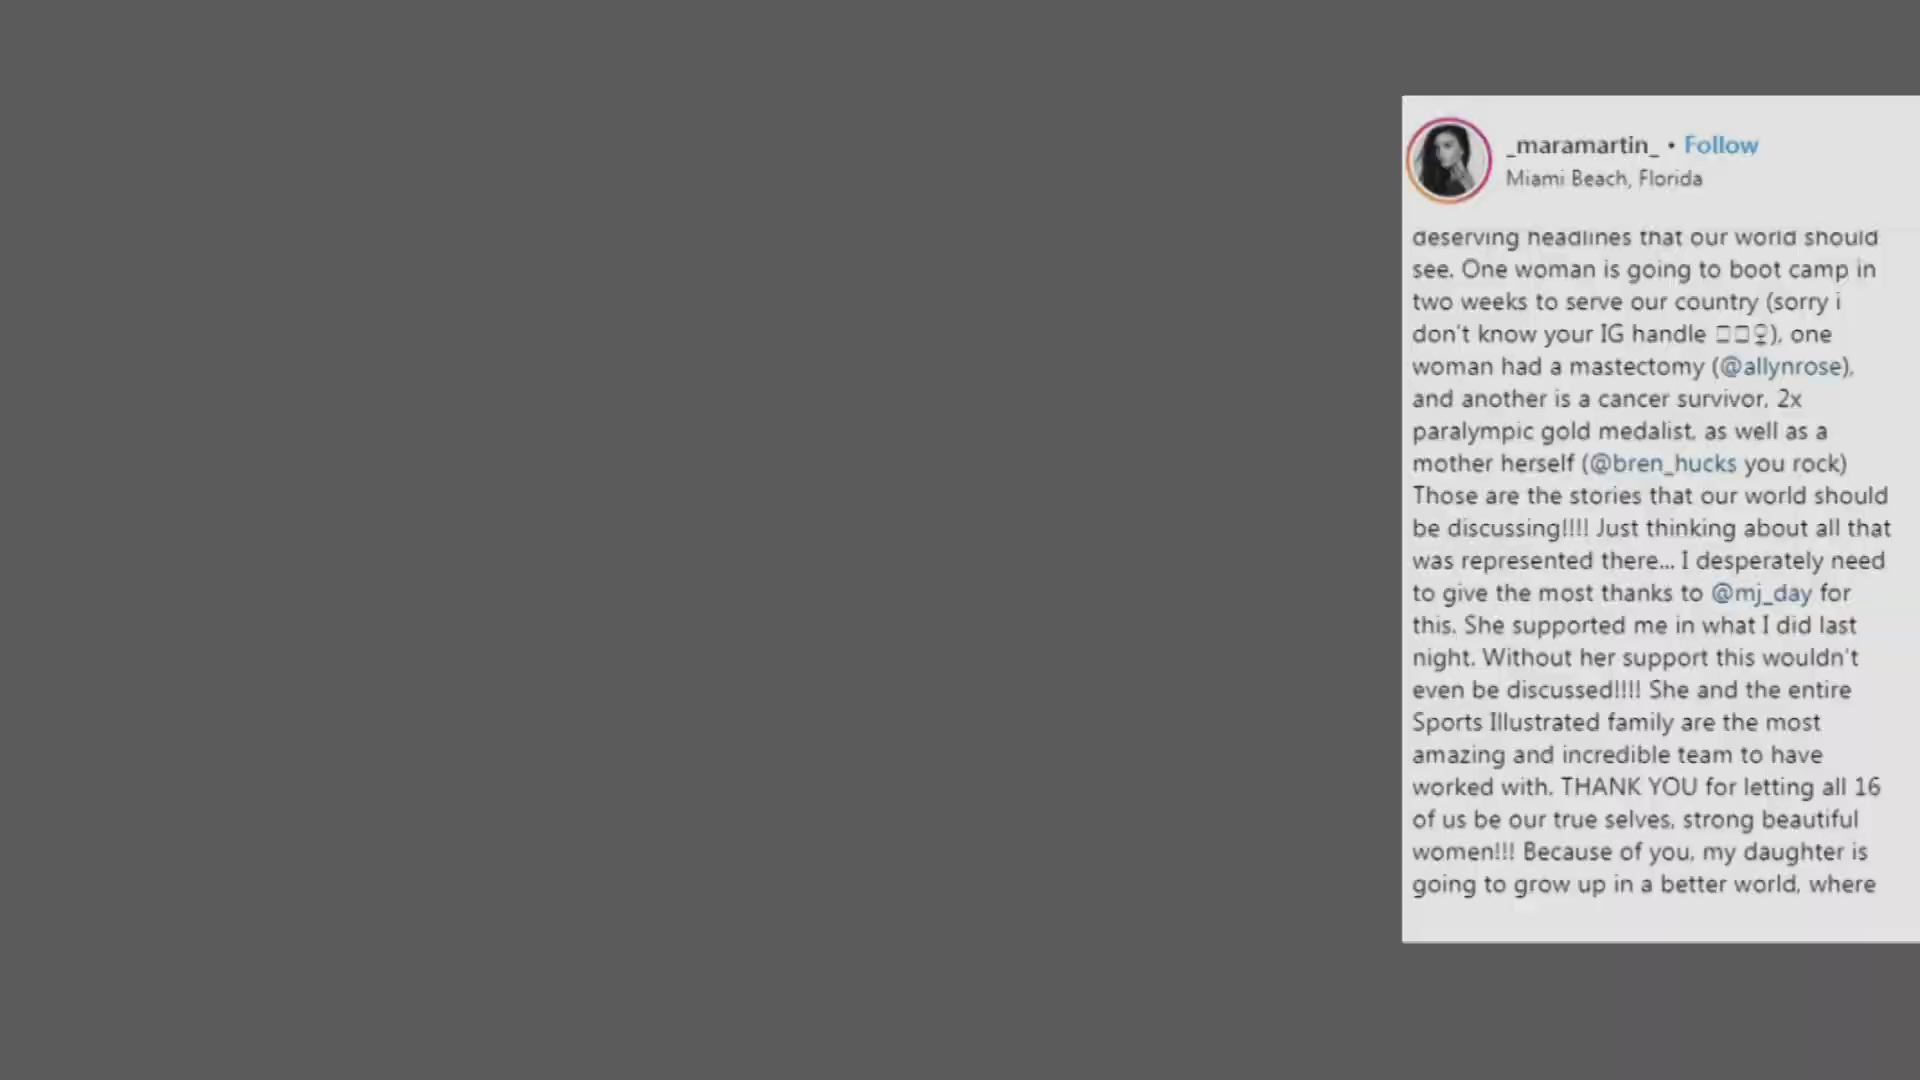 _maramartin_ • Follow
Miami Beach, Florida
deserving headlines that our world should
see. One woman is going to boot camp in
two weeks to serve our country (sorry i
don't know your IG handle □□♀), one
woman had a mastectomy (@allynrose),
and another is a cancer survivor, 2x
paralympic gold medalist, as well as a
mother herself (@bren_hucks you rock)
Those are the stories that our world should
be discussing!!!! Just thinking about all that
was represented there... I desperately need
to give the most thanks to @mj_day for
this. She supported me in what I did last
night. Without her support this wouldn't
even be discussed!!!! She and the entire
Sports Illustrated family are the most
amazing and incredible team to have
worked with. THANK YOU for letting all 16
of us be our true selves, strong beautiful
women!!! Because of you, my daughter is
going to grow up in a better world, where